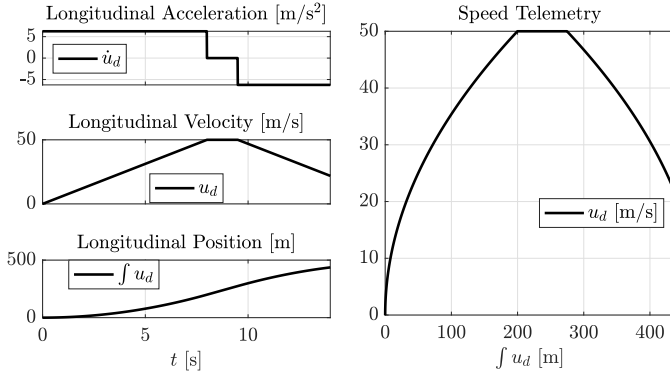 Longitudinal Acceleration [m/s²]
5
0
-5
u̇_d
Longitudinal Velocity [m/s]
50
0
u_d
Longitudinal Position [m]
500
0
∫ u_d
0 5 10
t [s]
Speed Telemetry
50
40
30
20
10
0
u_d [m/s]
0 100 200 300 400
∫ u_d [m]